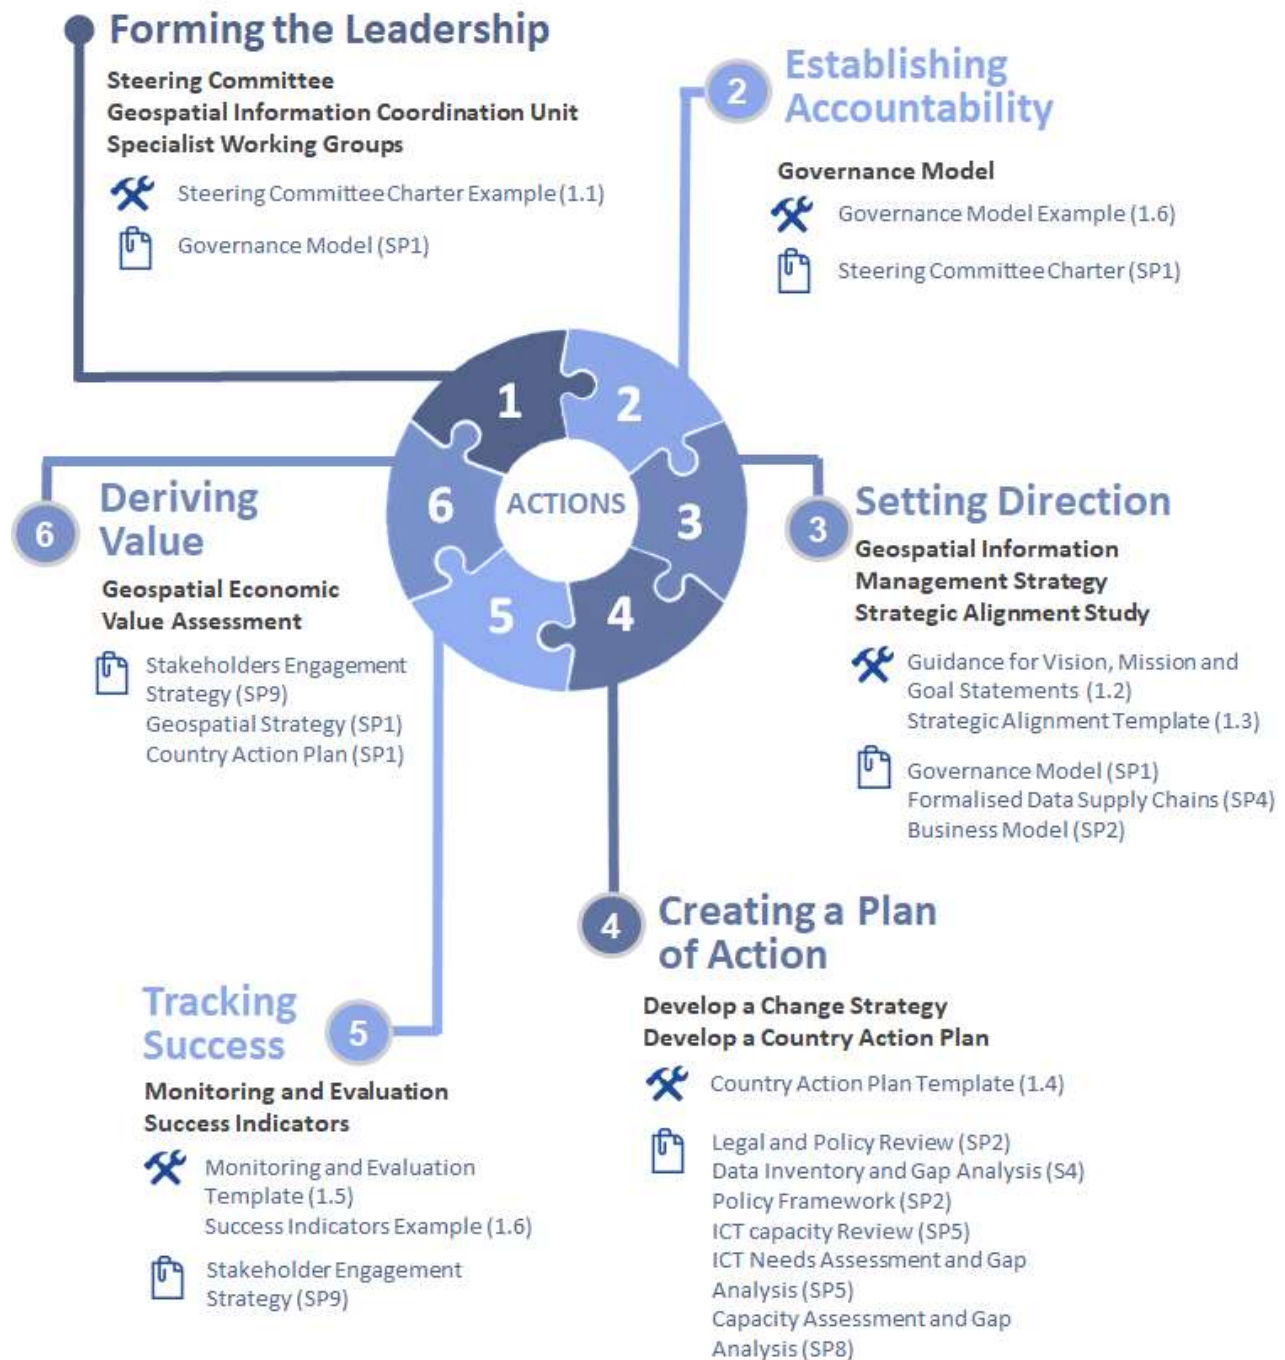 Forming the Leadership
Steering Committee
Geospatial Information Coordination Unit
Specialist Working Groups
Steering Committee Charter Example (1.1)
Governance Model (SP1)
2
Establishing
Accountability
Governance Model
Governance Model Example (1.6)
Steering Committee Charter (SP1)
1
2
3
4
5
6
ACTIONS
3
Setting Direction
Geospatial Information
Management Strategy
Strategic Alignment Study
Guidance for Vision, Mission and
Goal Statements (1.2)
Strategic Alignment Template (1.3)
Governance Model (SP1)
Formalised Data Supply Chains (SP4)
Business Model (SP2)
4
Creating a Plan
of Action
Develop a Change Strategy
Develop a Country Action Plan
Country Action Plan Template (1.4)
Legal and Policy Review (SP2)
Data Inventory and Gap Analysis (S4)
Policy Framework (SP2)
ICT capacity Review (SP5)
ICT Needs Assessment and Gap
Analysis (SP5)
Capacity Assessment and Gap
Analysis (SP8)
Tracking
Success
5
Monitoring and Evaluation
Success Indicators
Monitoring and Evaluation
Template (1.5)
Success Indicators Example (1.6)
Stakeholder Engagement
Strategy (SP9)
6
Deriving
Value
Geospatial Economic
Value Assessment
Stakeholders Engagement
Strategy (SP9)
Geospatial Strategy (SP1)
Country Action Plan (SP1)